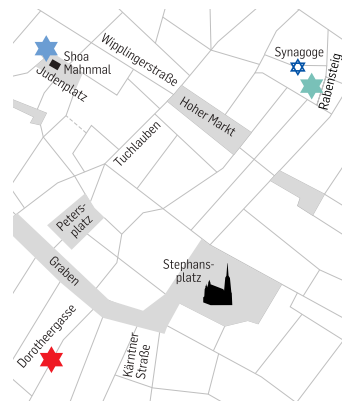 Shoa
Mahnmal
Judenplatz
Wipplingerstraße
Synagoge
Rabensteig
Hoher Markt
Tuchlauben
Peters-
platz
Graben
Stephans-
platz
Dorotheergasse
Kärntner
Straße